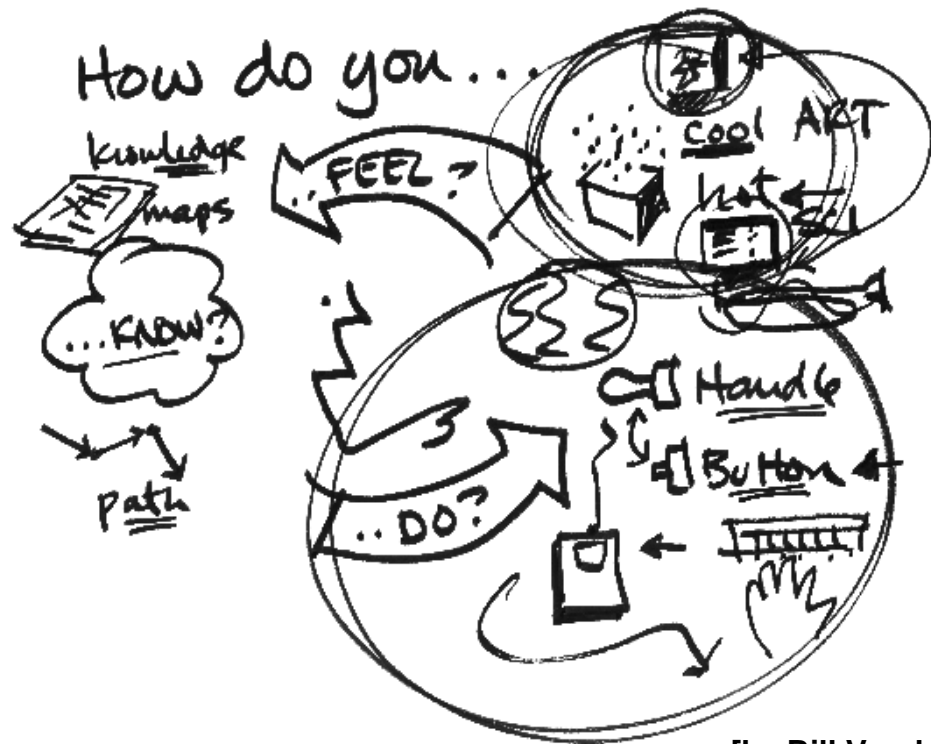 How do you...
knowledge
maps
..FEEL?
cool
ART
hot
...KNOW?
path
Handle
Button
..DO?